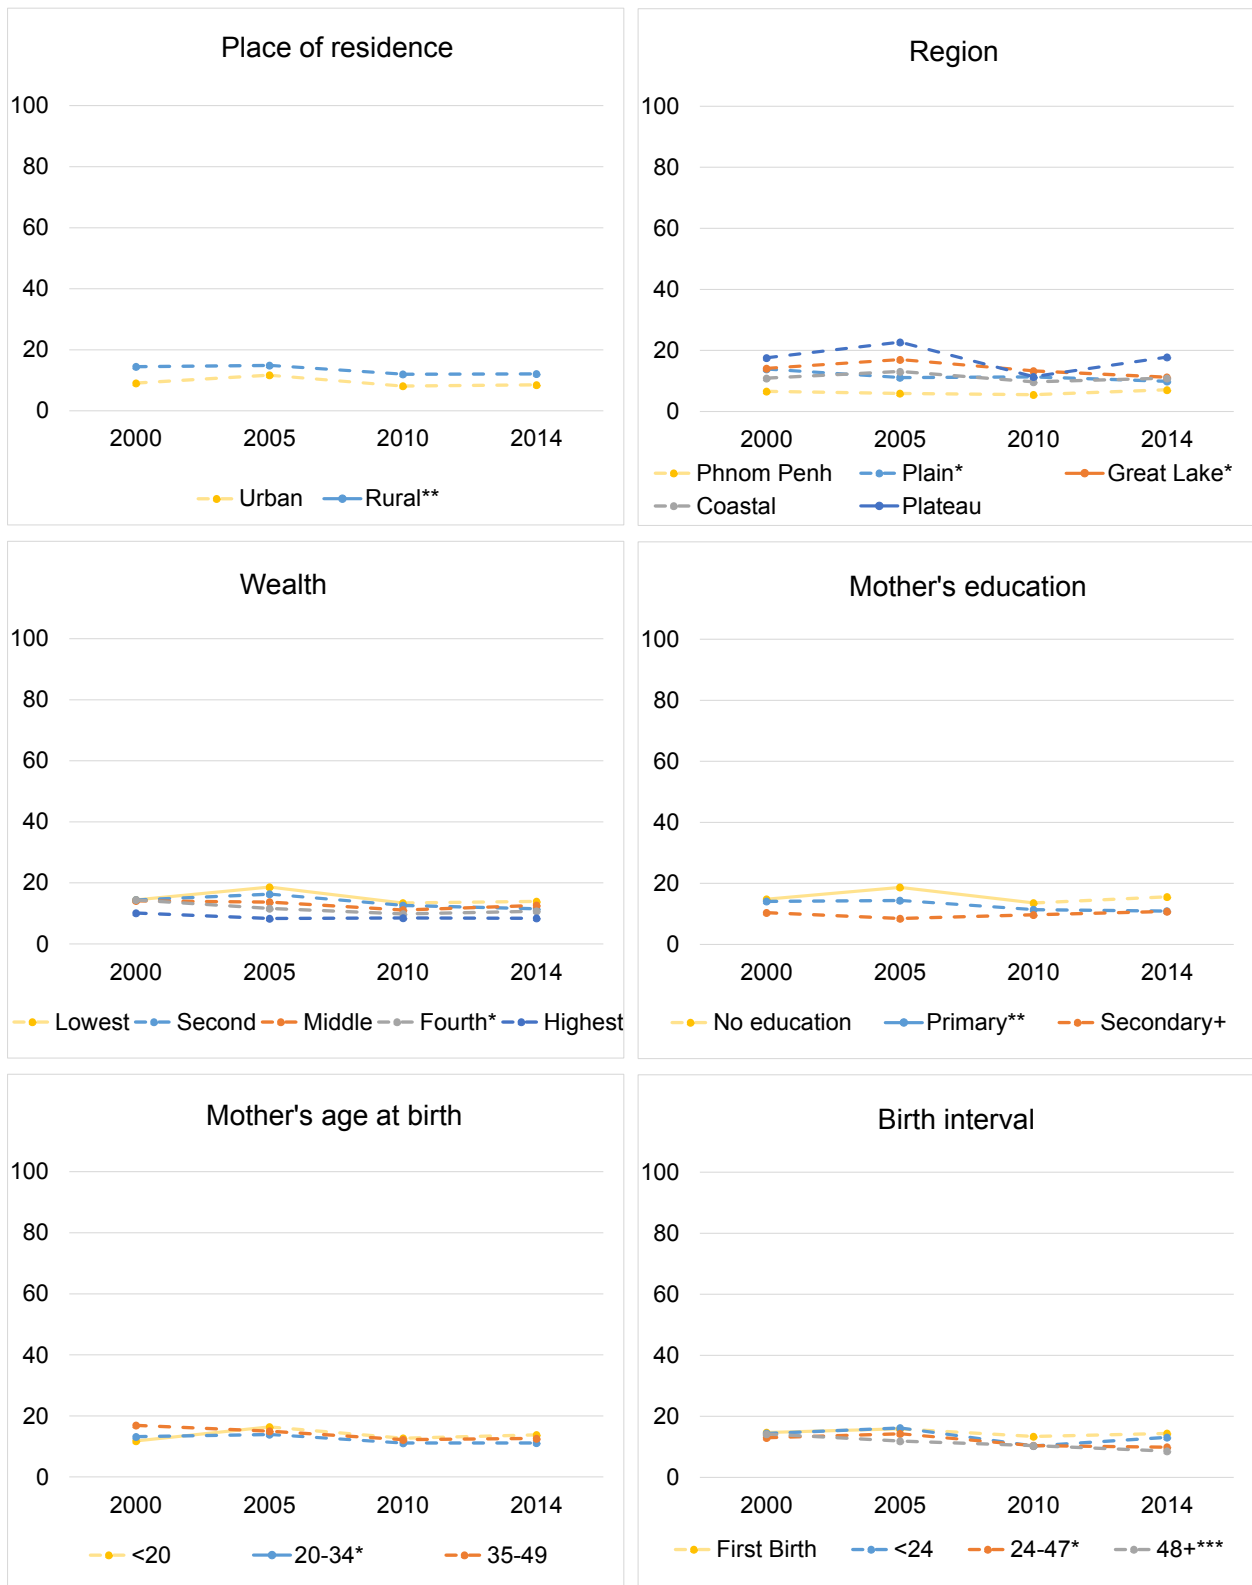 Place of residence
100
80
60
40
20
0
2000 2005 2010 2014
Urban Rural**
Region
100
80
60
40
20
0
2000 2005 2010 2014
Phnom Penh Plain* Great Lake*
Coastal Plateau
Wealth
100
80
60
40
20
0
2000 2005 2010 2014
Lowest Second Middle Fourth* Highest
Mother's education
100
80
60
40
20
0
2000 2005 2010 2014
No education Primary** Secondary+
Mother's age at birth
100
80
60
40
20
0
2000 2005 2010 2014
<20 20-34* 35-49
Birth interval
100
80
60
40
20
0
2000 2005 2010 2014
First Birth <24 24-47* 48+***